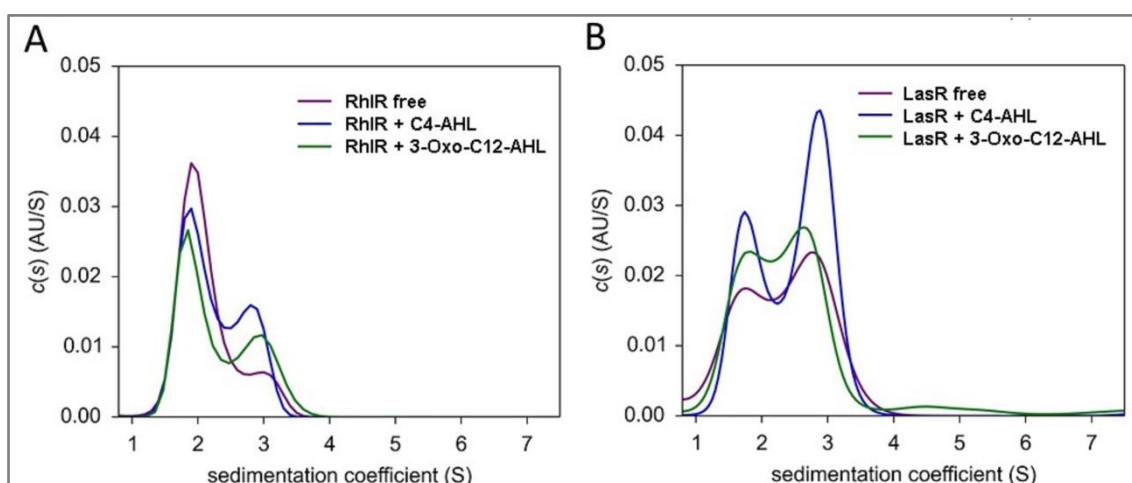 A
0.05
0.04
0.03
0.02
0.01
0.00
c(s) (AU/S)
RhlR free
RhlR + C4-AHL
RhlR + 3-Oxo-C12-AHL
1 2 3 4 5 6 7
sedimentation coefficient (S)
B
0.05
0.04
0.03
0.02
0.01
0.00
c(s) (AU/S)
LasR free
LasR + C4-AHL
LasR + 3-Oxo-C12-AHL
1 2 3 4 5 6 7
sedimentation coefficient (S)